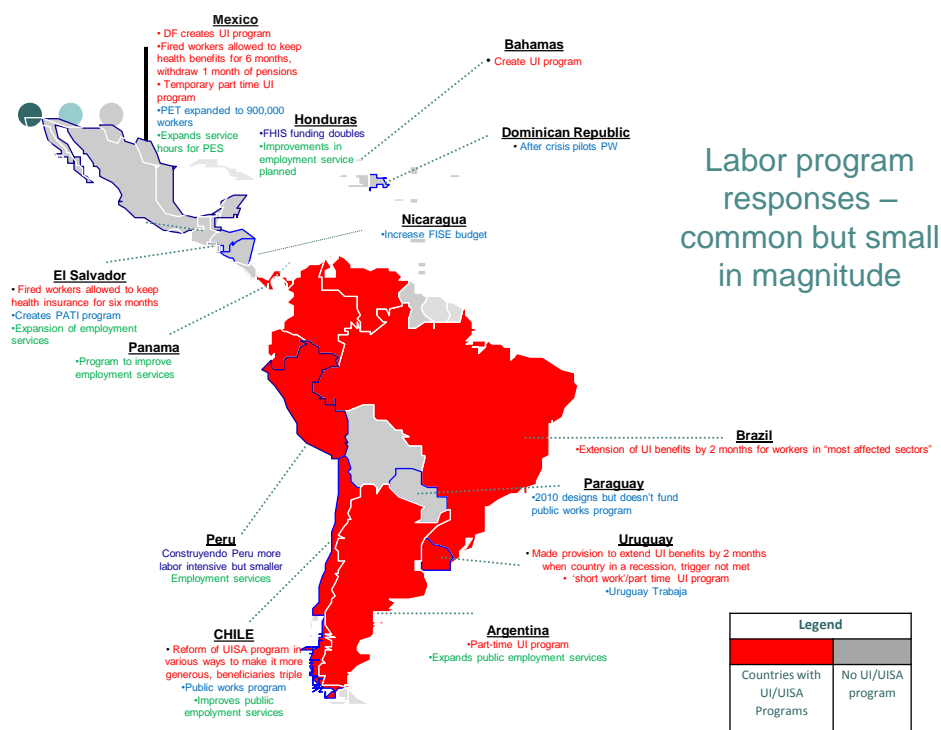 Mexico
• DF creates UI program
•Fired workers allowed to keep
health benefits for 6 months,
withdraw 1 month of pensions
• Temporary part time UI
program
•PET expanded to 900,000
workers
•Expands service
hours for PES
Bahamas
• Create UI program
Honduras
•FHIS funding doubles
•Improvements in
employment service
planned
Dominican Republic
• After crisis pilots PW
Labor program
responses –
common but small
in magnitude
Nicaragua
•Increase FISE budget
El Salvador
• Fired workers allowed to keep
health insurance for six months
•Creates PATI program
•Expansion of employment
services
Panama
•Program to improve
employment services
Brazil
•Extension of UI benefits by 2 months for workers in “most affected sectors”
Paraguay
•2010 designs but doesn’t fund
public works program
Peru
Construyendo Peru more
labor intensive but smaller
Employment services
Uruguay
• Made provision to extend UI benefits by 2 months
when country in a recession, trigger not met
• ‘short work’/part time UI program
•Uruguay Trabaja
CHILE
• Reform of UISA program in
various ways to make it more
generous, beneficiaries triple
•Public works program
•Improves publiic
empolyment services
Argentina
•Part-time UI program
•Expands public employment services
Legend
Countries with
UI/UISA
Programs
No UI/UISA
program